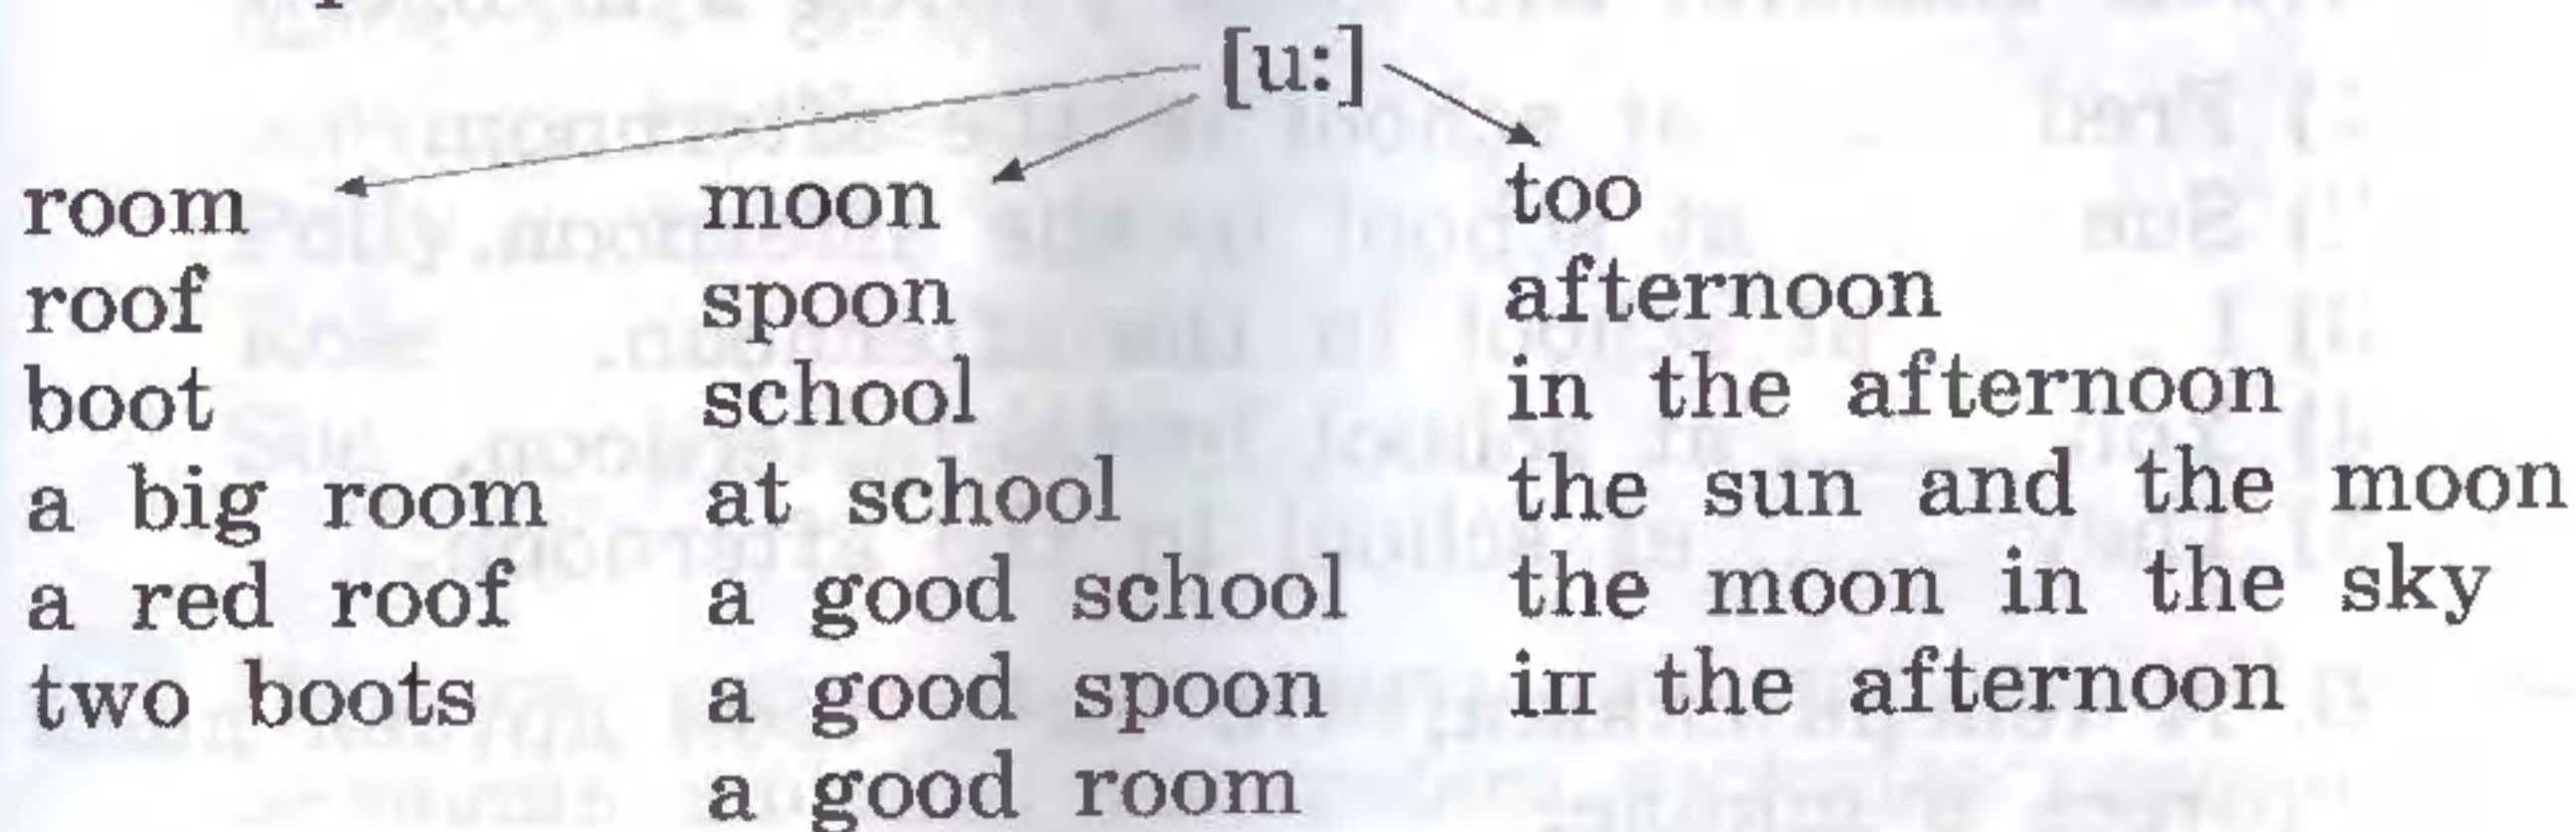 [u:]
room
roof
boot
a big room
a red roof
two boots
moon
spoon
school
at school
a good school
a good spoon
a good room
too
afternoon
in the afternoon
the sun and the moon
the moon in the sky
in the afternoon